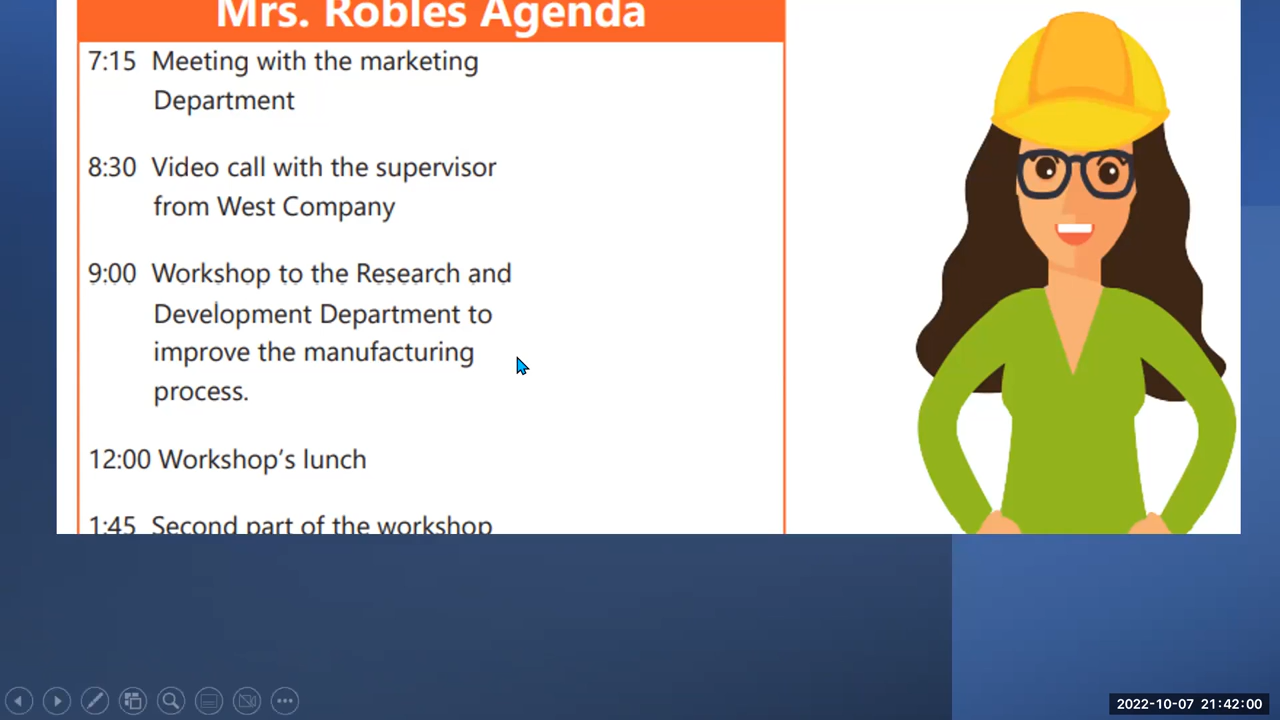 Mrs. Robles Agenda
7:15 Meeting with the marketing
Department
8:30 Video call with the supervisor
from West Company
9:00 Workshop to the Research and
Development Department to
improve the manufacturing
process.
12:00 Workshop’s lunch
1:45 Second part of the workshop
2022-10-07 21:42:00